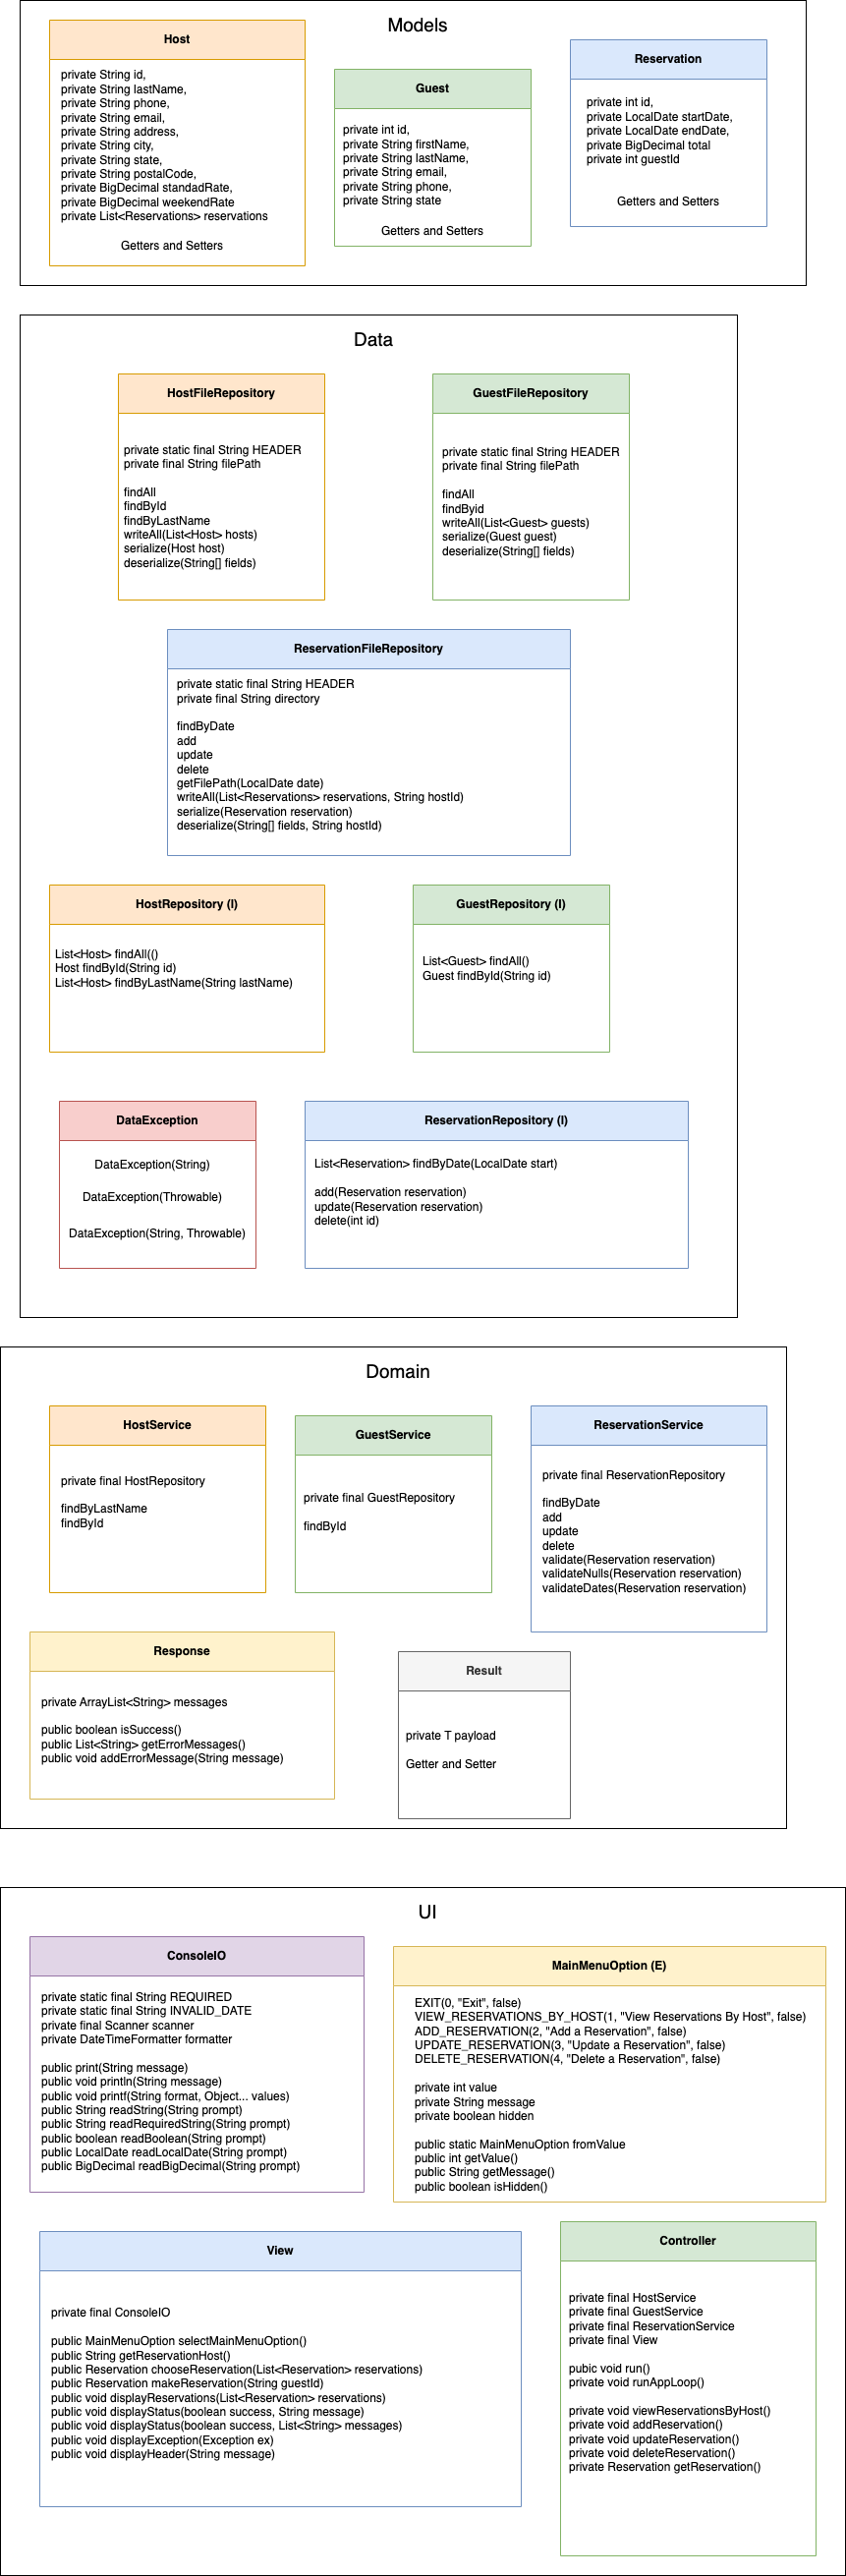 Models
Host
private String id,
private String lastName,
private String phone,
private String email,
private String address,
private String city,
private String state,
private String postalCode,
private BigDecimal standadRate,
private BigDecimal weekendRate
private List<Reservations> reservations
Getters and Setters
Guest
private int id,
private String firstName,
private String lastName,
private String email,
private String phone,
private String state
Getters and Setters
Reservation
private int id,
private LocalDate startDate,
private LocalDate endDate,
private BigDecimal total
private int guestId
Getters and Setters
Data
HostFileRepository
private static final String HEADER
private final String filePath
findAll
findById
findByLastName
writeAll(List<Host> hosts)
serialize(Host host)
deserialize(String[] fields)
GuestFileRepository
private static final String HEADER
private final String filePath
findAll
findByid
writeAll(List<Guest> guests)
serialize(Guest guest)
deserialize(String[] fields)
ReservationFileRepository
private static final String HEADER
private final String directory
findByDate
add
update
delete
getFilePath(LocalDate date)
writeAll(List<Reservations> reservations, String hostId)
serialize(Reservation reservation)
deserialize(String[] fields, String hostId)
HostRepository (I)
List<Host> findAll(()
Host findById(String id)
List<Host> findByLastName(String lastName)
GuestRepository (I)
List<Guest> findAll()
Guest findById(String id)
DataException
DataException(String)
DataException(Throwable)
DataException(String, Throwable)
ReservationRepository (I)
List<Reservation> findByDate(LocalDate start)
add(Reservation reservation)
update(Reservation reservation)
delete(int id)
Domain
HostService
private final HostRepository
findByLastName
findById
GuestService
private final GuestRepository
findById
ReservationService
private final ReservationRepository
findByDate
add
update
delete
validate(Reservation reservation)
validateNulls(Reservation reservation)
validateDates(Reservation reservation)
Response
private ArrayList<String> messages
public boolean isSuccess()
public List<String> getErrorMessages()
public void addErrorMessage(String message)
Result
private T payload
Getter and Setter
UI
ConsoleIO
private static final String REQUIRED
private static final String INVALID_DATE
private final Scanner scanner
private DateTimeFormatter formatter
public print(String message)
public void println(String message)
public void printf(String format, Object... values)
public String readString(String prompt)
public String readRequiredString(String prompt)
public boolean readBoolean(String prompt)
public LocalDate readLocalDate(String prompt)
public BigDecimal readBigDecimal(String prompt)
MainMenuOption (E)
EXIT(0, "Exit", false)
VIEW_RESERVATIONS_BY_HOST(1, "View Reservations By Host", false)
ADD_RESERVATION(2, "Add a Reservation", false)
UPDATE_RESERVATION(3, "Update a Reservation", false)
DELETE_RESERVATION(4, "Delete a Reservation", false)
private int value
private String message
private boolean hidden
public static MainMenuOption fromValue
public int getValue()
public String getMessage()
public boolean isHidden()
View
private final ConsoleIO
public MainMenuOption selectMainMenuOption()
public String getReservationHost()
public Reservation chooseReservation(List<Reservation> reservations)
public Reservation makeReservation(String guestId)
public void displayReservations(List<Reservation> reservations)
public void displayStatus(boolean success, String message)
public void displayStatus(boolean success, List<String> messages)
public void displayException(Exception ex)
public void displayHeader(String message)
Controller
private final HostService
private final GuestService
private final ReservationService
private final View
pubic void run()
private void runAppLoop()
private void viewReservationsByHost()
private void addReservation()
private void updateReservation()
private void deleteReservation()
private Reservation getReservation()